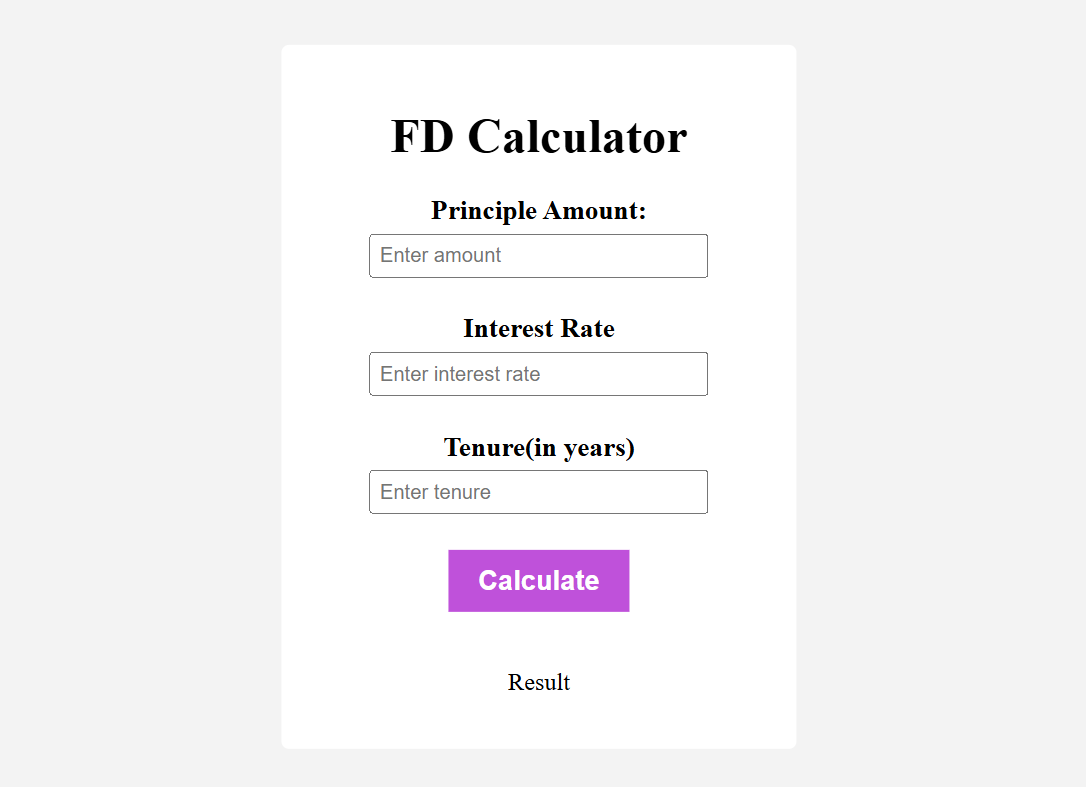 FD Calculator
Principle Amount:
Enter amount
Interest Rate
Enter interest rate
Tenure(in years)
Enter tenure
Calculate
Result